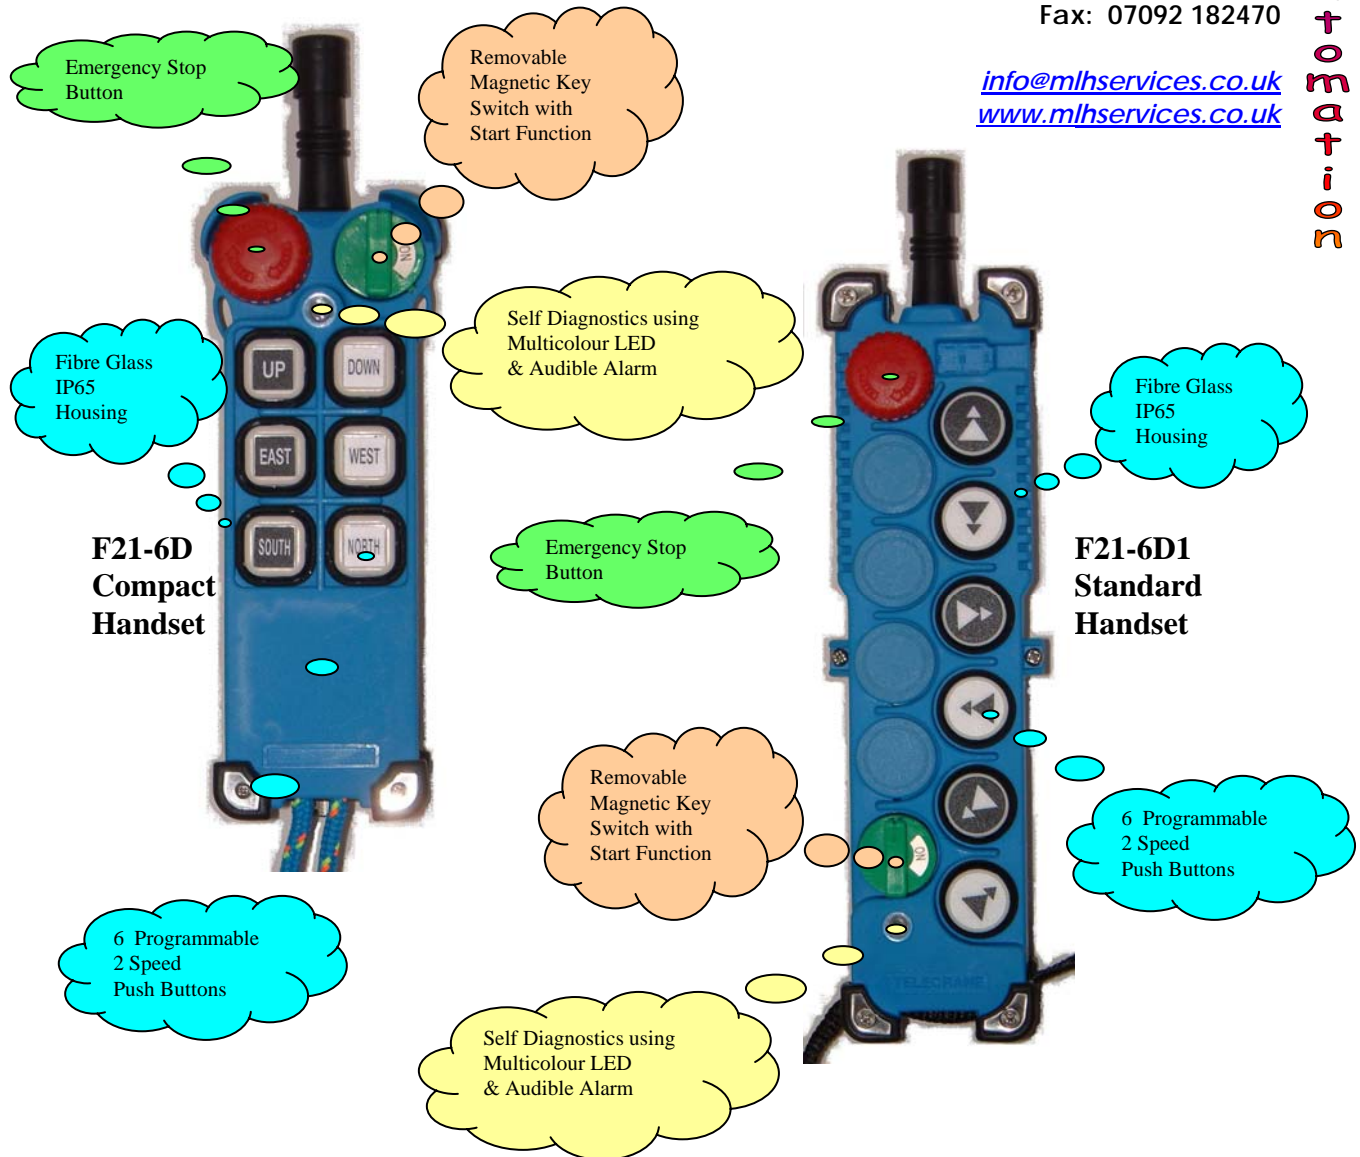 Fax: 07092 182470
info@mlhservices.co.uk
www.mlhservices.co.uk
tomation
Emergency Stop
Button
Removable
Magnetic Key
Switch with
Start Function
Self Diagnostics using
Multicolour LED
& Audible Alarm
Fibre Glass
IP65
Housing
UP
DOWN
EAST
WEST
SOUTH
NORTH
ON
F21-6D
Compact
Handset
6 Programmable
2 Speed
Push Buttons
Fibre Glass
IP65
Housing
Emergency Stop
Button
F21-6D1
Standard
Handset
Removable
Magnetic Key
Switch with
Start Function
ON
6 Programmable
2 Speed
Push Buttons
TELECRANE
Self Diagnostics using
Multicolour LED
& Audible Alarm